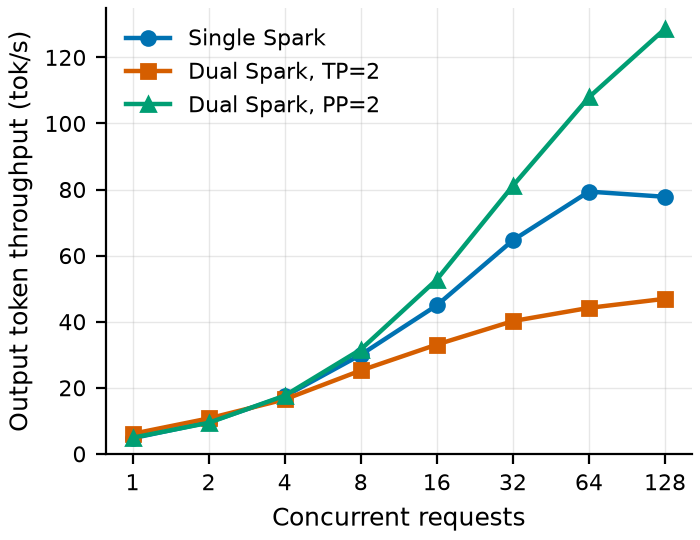 Output token throughput (tok/s)
120
100
80
60
40
20
0
Single Spark
Dual Spark, TP=2
Dual Spark, PP=2
1 2 4 8 16 32 64 128
Concurrent requests